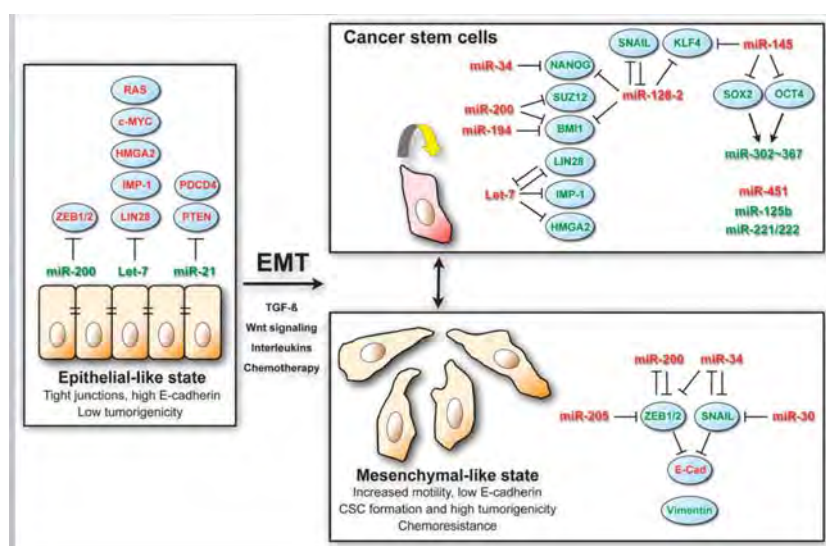 RAS
c-MYC
HMGA2
IMP-1
PDCD4
ZEB1/2
LIN28
PTEN
miR-200
Let-7
miR-21
Epithelial-like state
Tight junctions, high E-cadherin
Low tumorigenicity
EMT
TGF-ß
Wnt signaling
Interleukins
Chemotherapy
Cancer stem cells
SNAIL
KLF4
miR-145
miR-34
NANOG
miR-200
SUZ12
miR-128-2
SOX2
OCT4
miR-194
BMI1
miR-302~367
LIN28
Let-7
IMP-1
HMGA2
miR-451
miR-125b
miR-221/222
Mesenchymal-like state
Increased motility, low E-cadherin
CSC formation and high tumorigenicity
Chemoresistance
miR-200
miR-34
miR-205
ZEB1/2
SNAIL
miR-30
E-Cad
Vimentin